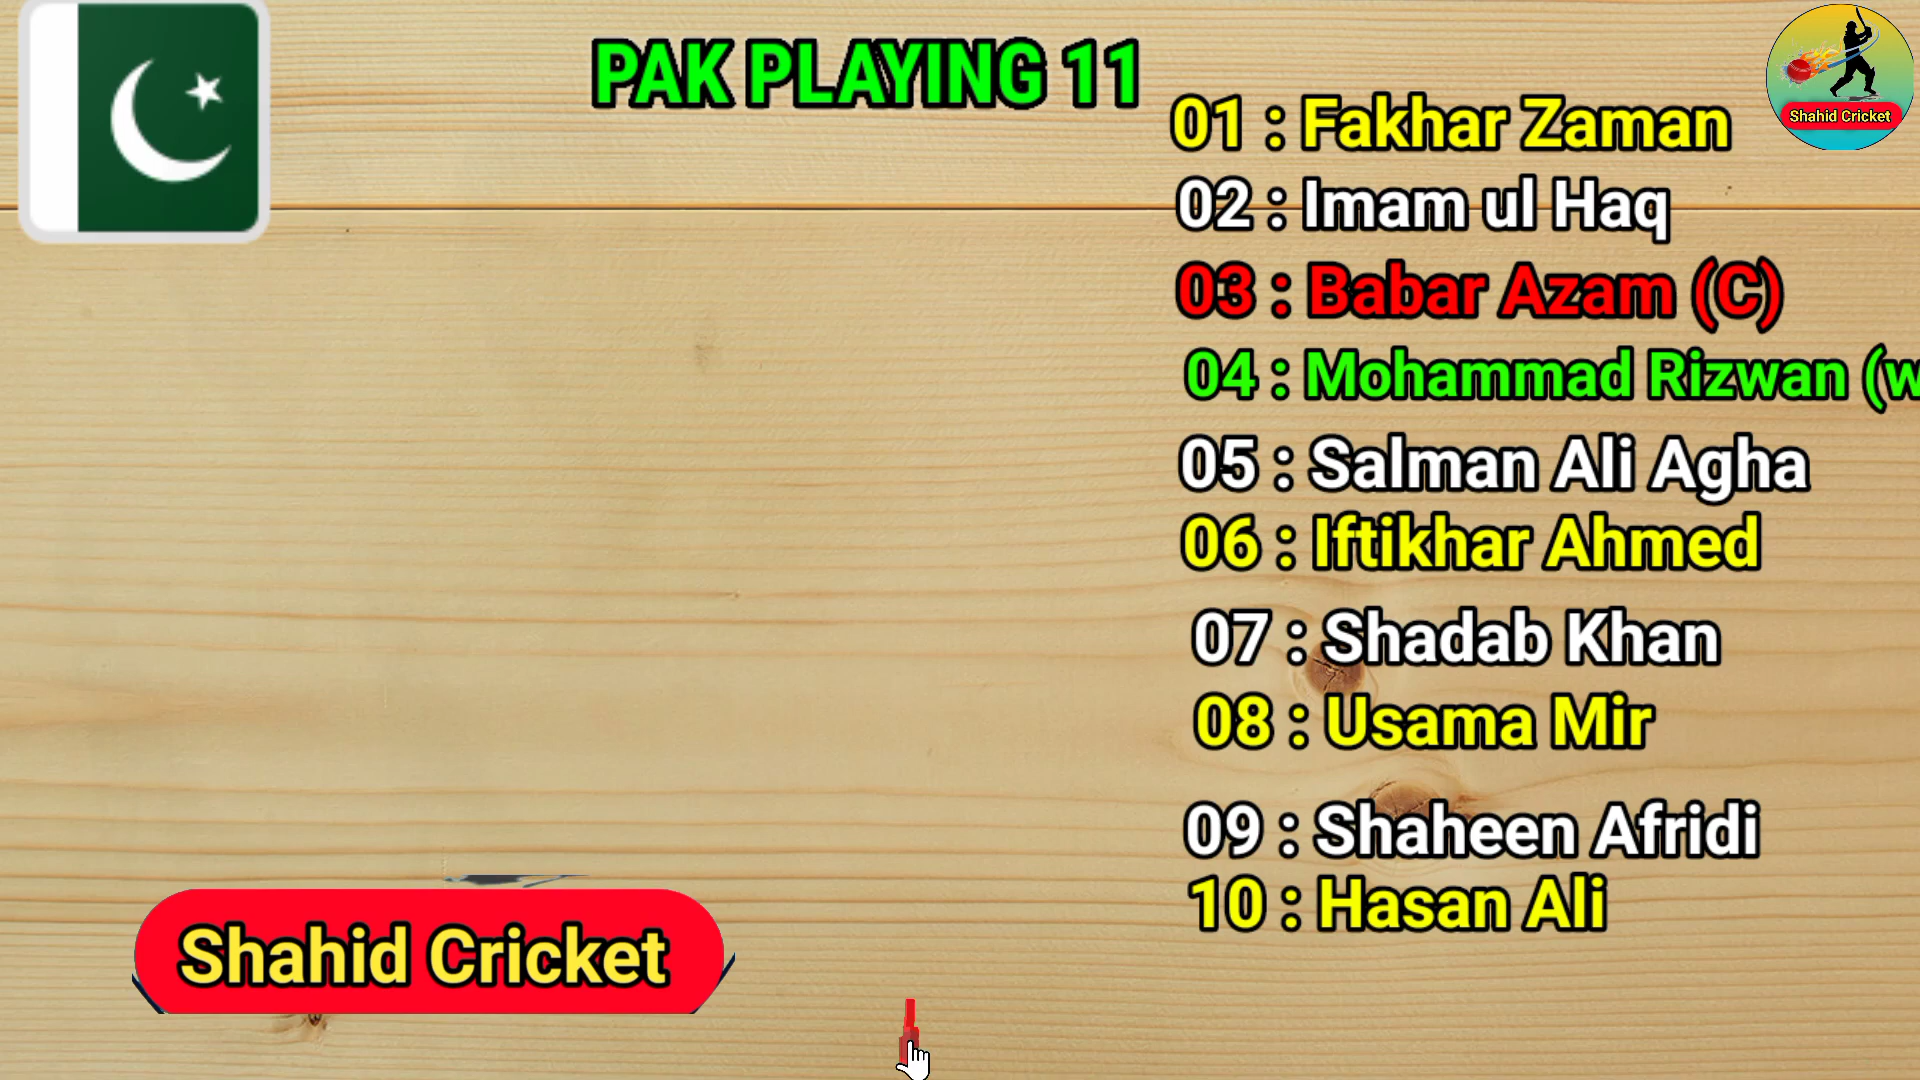 PAK PLAYING 11
Shahid Cricket
01 : Fakhar Zaman
02 : Imam ul Haq
03 : Babar Azam (C)
04 : Mohammad Rizwan (w
05 : Salman Ali Agha
06 : Iftikhar Ahmed
07 : Shadab Khan
08 : Usama Mir
09 : Shaheen Afridi
10 : Hasan Ali
Shahid Cricket